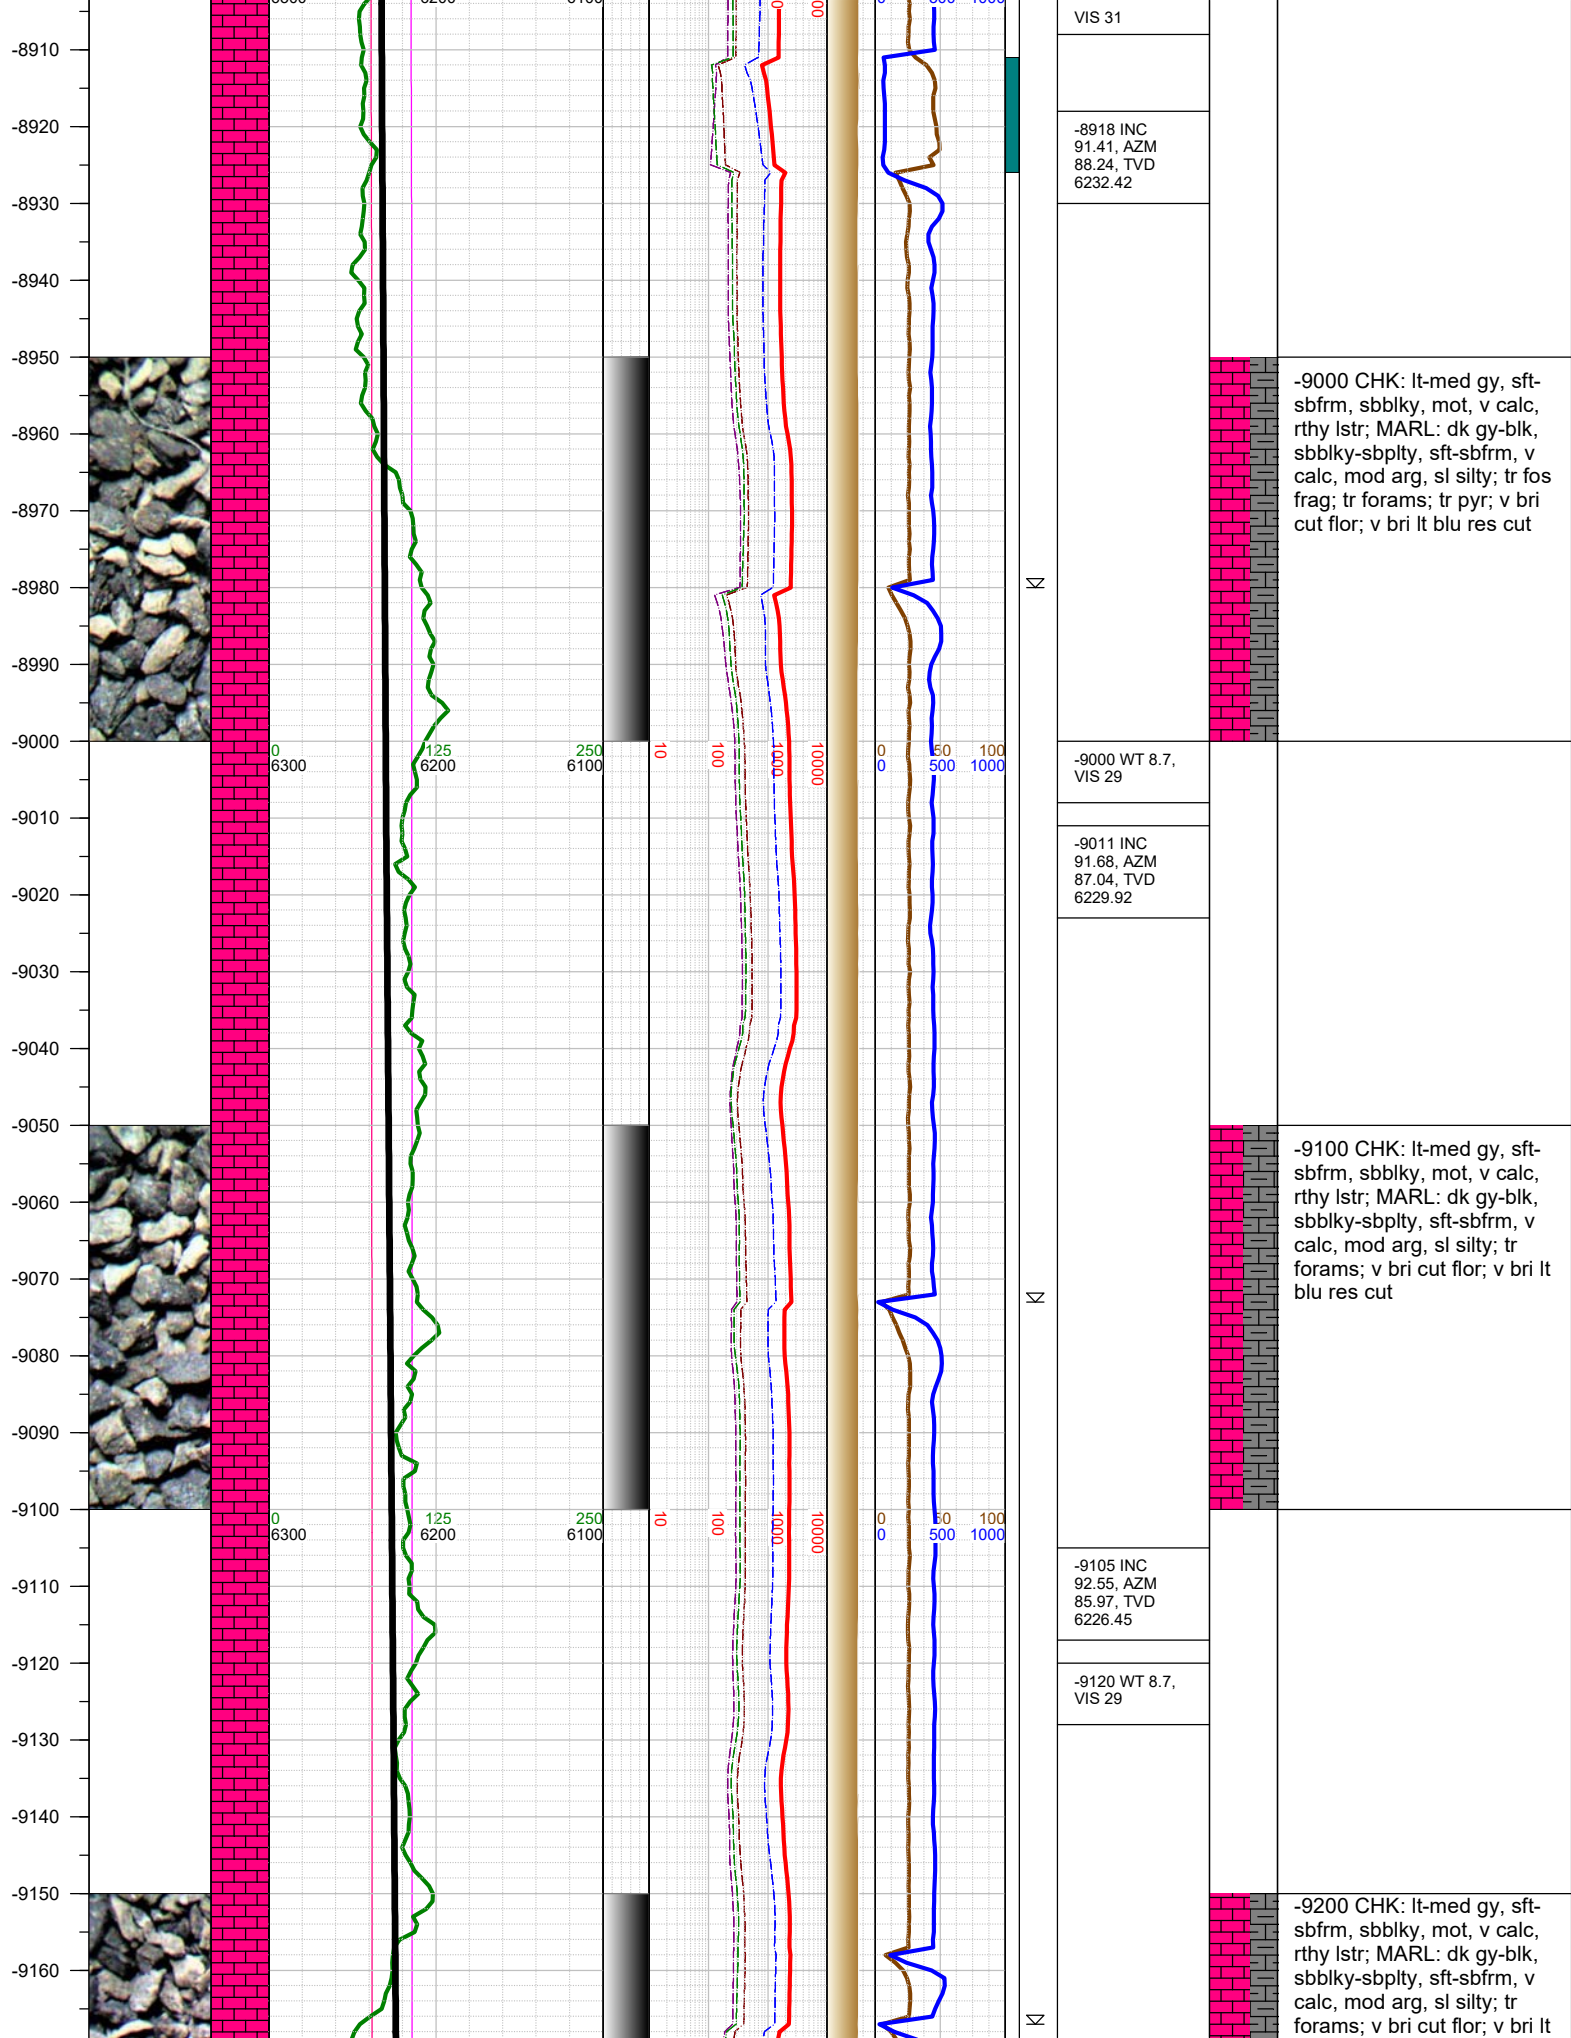 6300 6200 6100
500 1000
VIS 31
-8910
-8920
-8918 INC
91.41, AZM
88.24, TVD
6232.42
-8930
-8940
-8950
-8960
-8970
-8980
-8990
-9000 CHK: lt-med gy, sft-
sbfrm, sbblky, mot, v calc,
rthy lstr; MARL: dk gy-blk,
sbblky-sbplty, sft-sbfrm, v
calc, mod arg, sl silty; tr fos
frag; tr forams; tr pyr; v bri
cut flor; v bri lt blu res cut
-9000
0 125 250
6300 6200 6100
10 100 1000 10000
0 50 100
0 500 1000
-9000 WT 8.7,
VIS 29
-9010
-9011 INC
91.68, AZM
87.04, TVD
6229.92
-9020
-9030
-9040
-9050
-9060
-9070
-9080
-9090
-9100 CHK: lt-med gy, sft-
sbfrm, sbblky, mot, v calc,
rthy lstr; MARL: dk gy-blk,
sbblky-sbplty, sft-sbfrm, v
calc, mod arg, sl silty; tr
forams; v bri cut flor; v bri lt
blu res cut
-9100
0 125 250
6300 6200 6100
10 100 1000 10000
0 50 100
0 500 1000
-9105 INC
92.55, AZM
85.97, TVD
6226.45
-9110
-9120
-9120 WT 8.7,
VIS 29
-9130
-9140
-9150
-9160
-9200 CHK: lt-med gy, sft-
sbfrm, sbblky, mot, v calc,
rthy lstr; MARL: dk gy-blk,
sbblky-sbplty, sft-sbfrm, v
calc, mod arg, sl silty; tr
forams; v bri cut flor; v bri lt